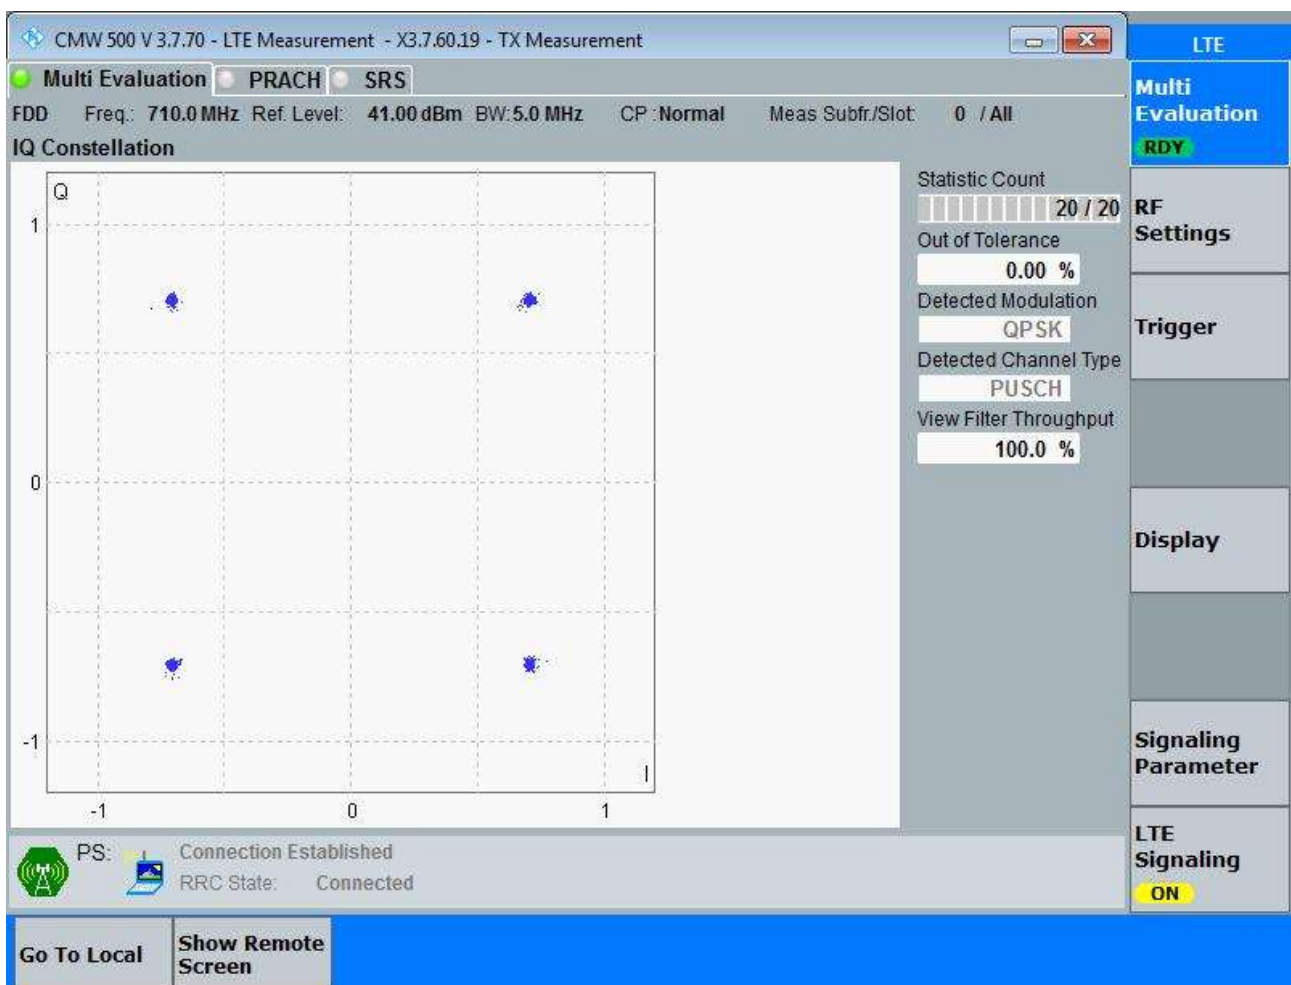 CMW 500 V 3.7.70 - LTE Measurement - X3.7.60.19 - TX Measurement
LTE
Multi Evaluation PRACH SRS
FDD Freq.: 710.0 MHz Ref. Level: 41.00 dBm BW: 5.0 MHz CP : Normal Meas Subfr./Slot: 0 / All
IQ Constellation
Q
1
0
-1
I
-1 0 1
Statistic Count
20 / 20
Out of Tolerance
0.00 %
Detected Modulation
QPSK
Detected Channel Type
PUSCH
View Filter Throughput
100.0 %
Multi
Evaluation
RDY
RF
Settings
Trigger
Display
Signaling
Parameter
LTE
Signaling
ON
PS: Connection Established
RRC State: Connected
Go To Local
Show Remote
Screen